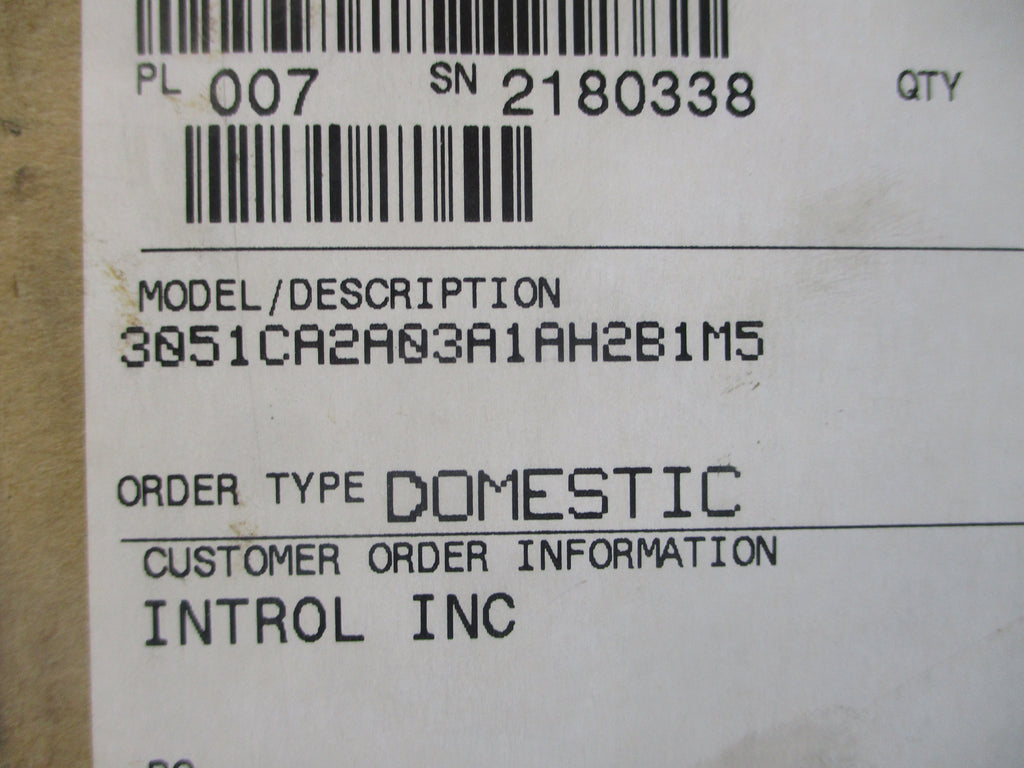 PL 007 SN 2180338 QTY
MODEL/DESCRIPTION
3051CA2A03A1AH2B1M5
ORDER TYPE DOMESTIC
CUSTOMER ORDER INFORMATION
INTROL INC